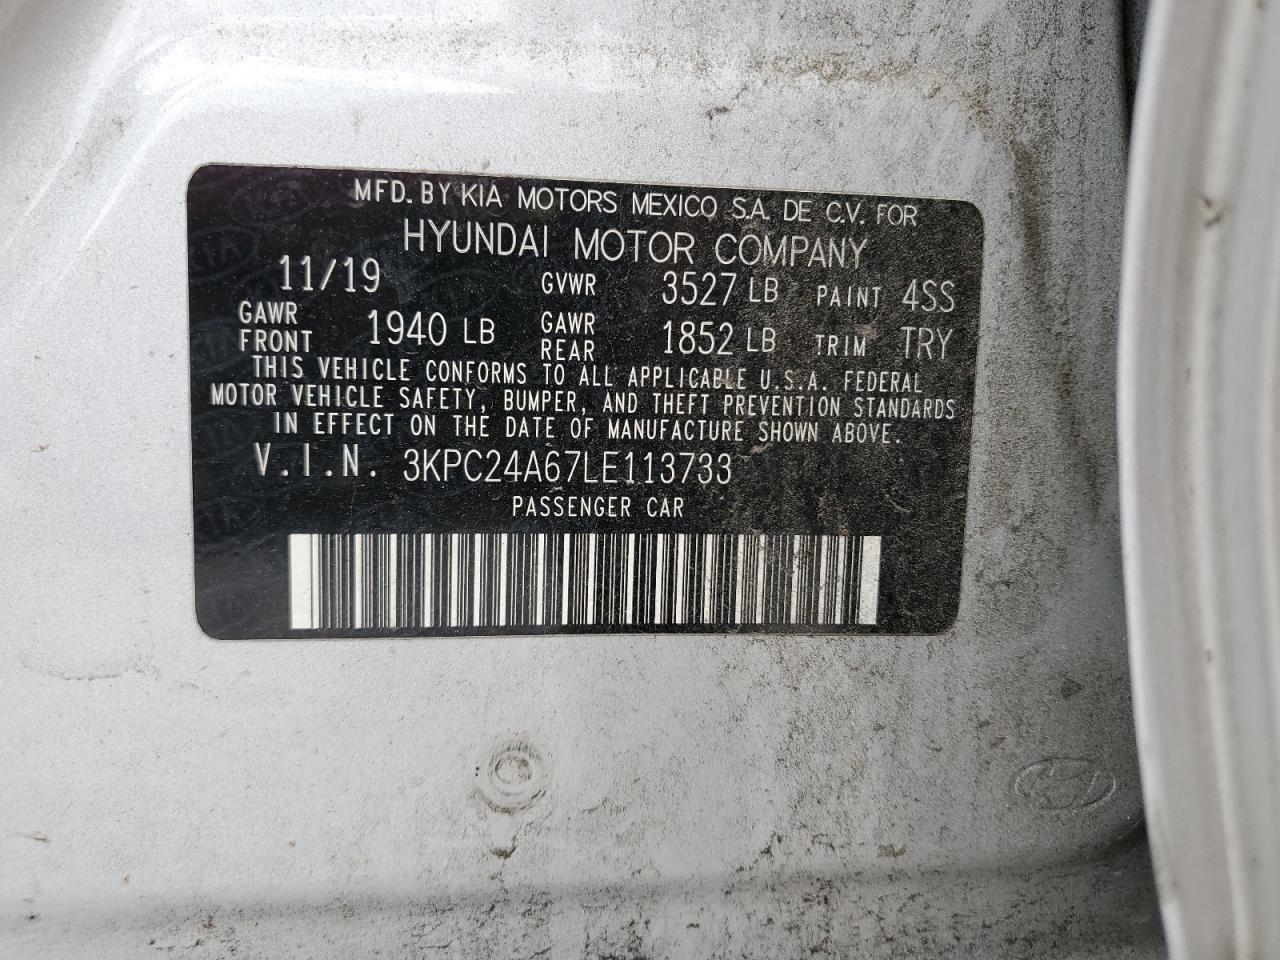 MFD. BY KIA MOTORS MEXICO S.A. DE C.V. FOR
HYUNDAI MOTOR COMPANY
11/19 GVWR 3527 LB PAINT 4SS
GAWR FRONT 1940 LB GAWR REAR 1852 LB TRIM TRY
THIS VEHICLE CONFORMS TO ALL APPLICABLE U.S.A. FEDERAL
MOTOR VEHICLE SAFETY, BUMPER, AND THEFT PREVENTION STANDARDS
IN EFFECT ON THE DATE OF MANUFACTURE SHOWN ABOVE.
V.I.N. 3KPC24A67LE113733
PASSENGER CAR